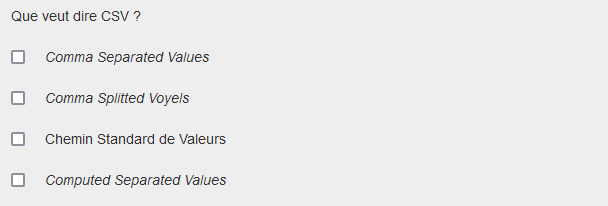 Que veut dire CSV ?
Comma Separated Values
Comma Splitted Voyels
Chemin Standard de Valeurs
Computed Separated Values